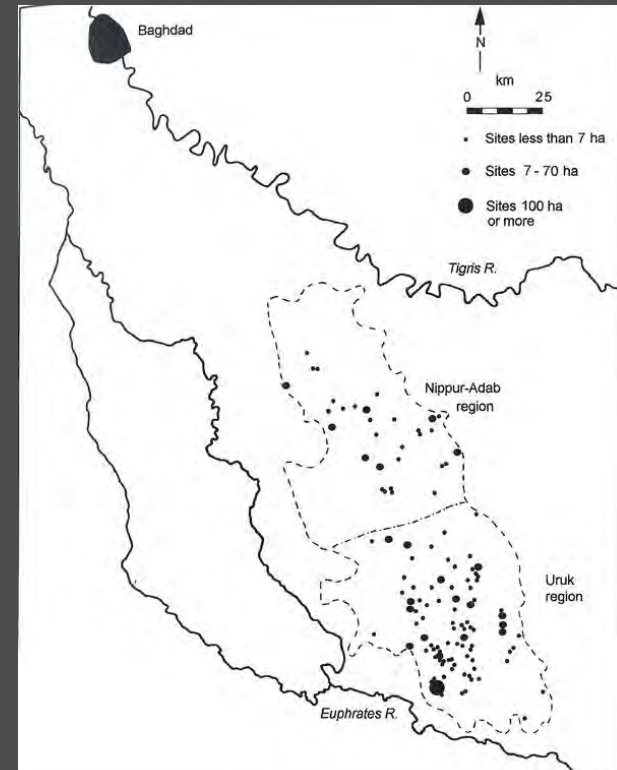 Baghdad
N
km
0 25
Sites less than 7 ha
Sites 7 - 70 ha
Sites 100 ha
or more
Tigris R.
Nippur-Adab
region
Uruk
region
Euphrates R.